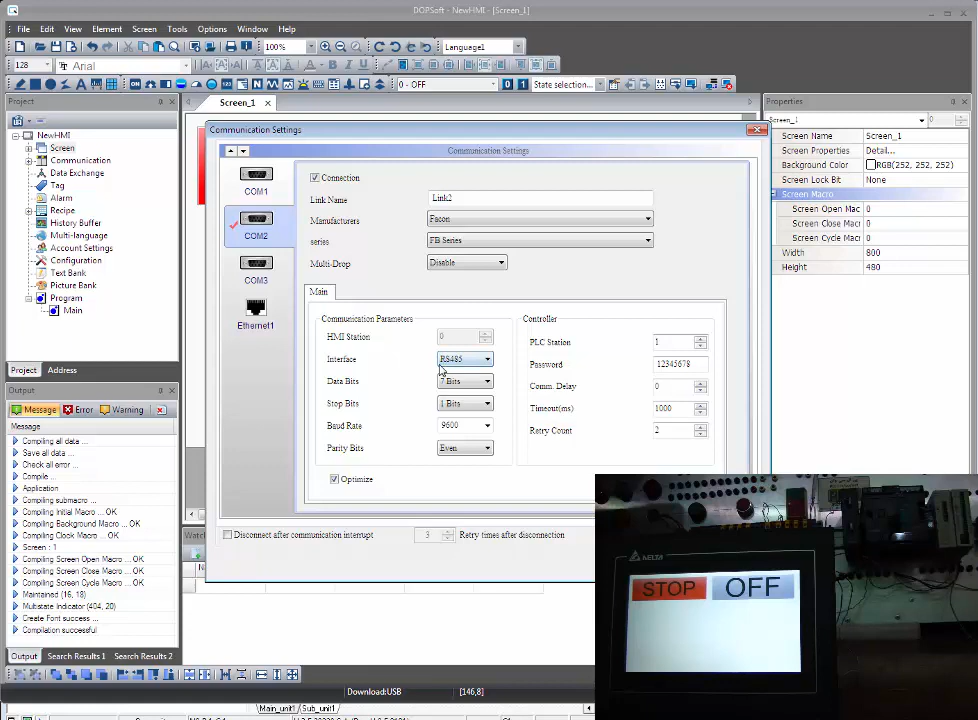 DOPSoft - NewHMI - [Screen_1]
File Edit View Element Screen Tools Options Window Help
100% Language1
128 Arial
0 - OFF 0 1 State selection...
Project
NewHMI
Screen
Communication
Data Exchange
Tag
Alarm
Recipe
History Buffer
Multi-language
Account Settings
Configuration
Text Bank
Picture Bank
Program
Main
Project Address
Output
Message Error Warning
Message
Compiling all data ...
Save all data ...
Check all error ...
Compile ...
Application
Compiling submacro ...
Compiling Initial Macro ... OK
Compiling Background Macro ... OK
Compiling Clock Macro ... OK
Screen : 1
Compiling Screen Open Macro ... OK
Compiling Screen Close Macro ... OK
Compiling Screen Cycle Macro ... OK
Maintained (16, 18)
Multistate Indicator (404, 20)
Create Font success ...
Compilation successful
Output Search Results 1 Search Results 2
Screen_1
Communication Settings
Communication Settings
COM1
COM2
COM3
Ethernet1
Connection
Link Name Link2
Manufacturers Facon
series FB Series
Multi-Drop Disable
Main
Communication Parameters
HMI Station 0
Interface RS485
Data Bits 7 Bits
Stop Bits 1 Bits
Baud Rate 9600
Parity Bits Even
Optimize
Controller
PLC Station 1
Password 12345678
Comm. Delay 0
Timeout(ms) 1000
Retry Count 2
Disconnect after communication interrupt 3 Retry times after disconnection
Properties
Screen_1 0
Screen Name Screen_1
Screen Properties Detail...
Background Color RGB(252, 252, 252)
Screen Lock Bit None
Screen Macro
Screen Open Mac 0
Screen Close Macr 0
Screen Cycle Macr 0
Width 800
Height 480
DELTA
STOP OFF
Download:USB [146,8]
Main_unit1 Sub_unit1